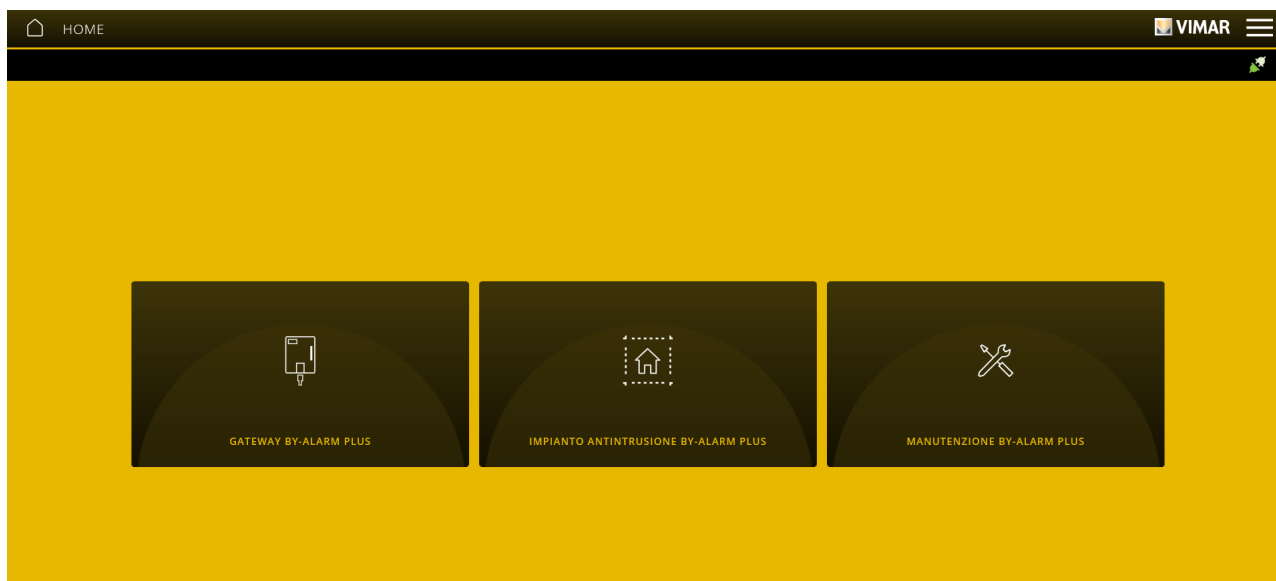 HOME
VIMAR
GATEWAY BY-ALARM PLUS
IMPIANTO ANTINTRUSIONE BY-ALARM PLUS
MANUTENZIONE BY-ALARM PLUS